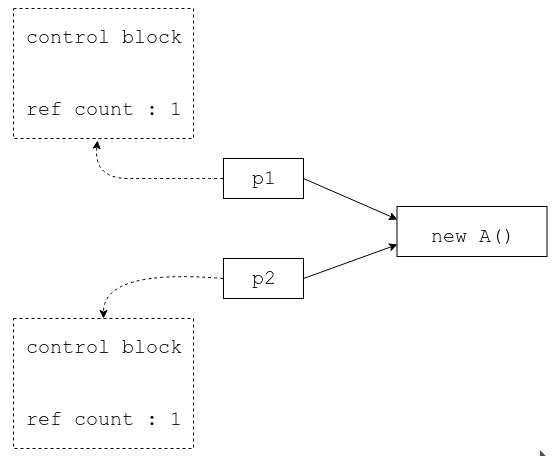 control block
ref count : 1
p1
new A()
p2
control block
ref count : 1